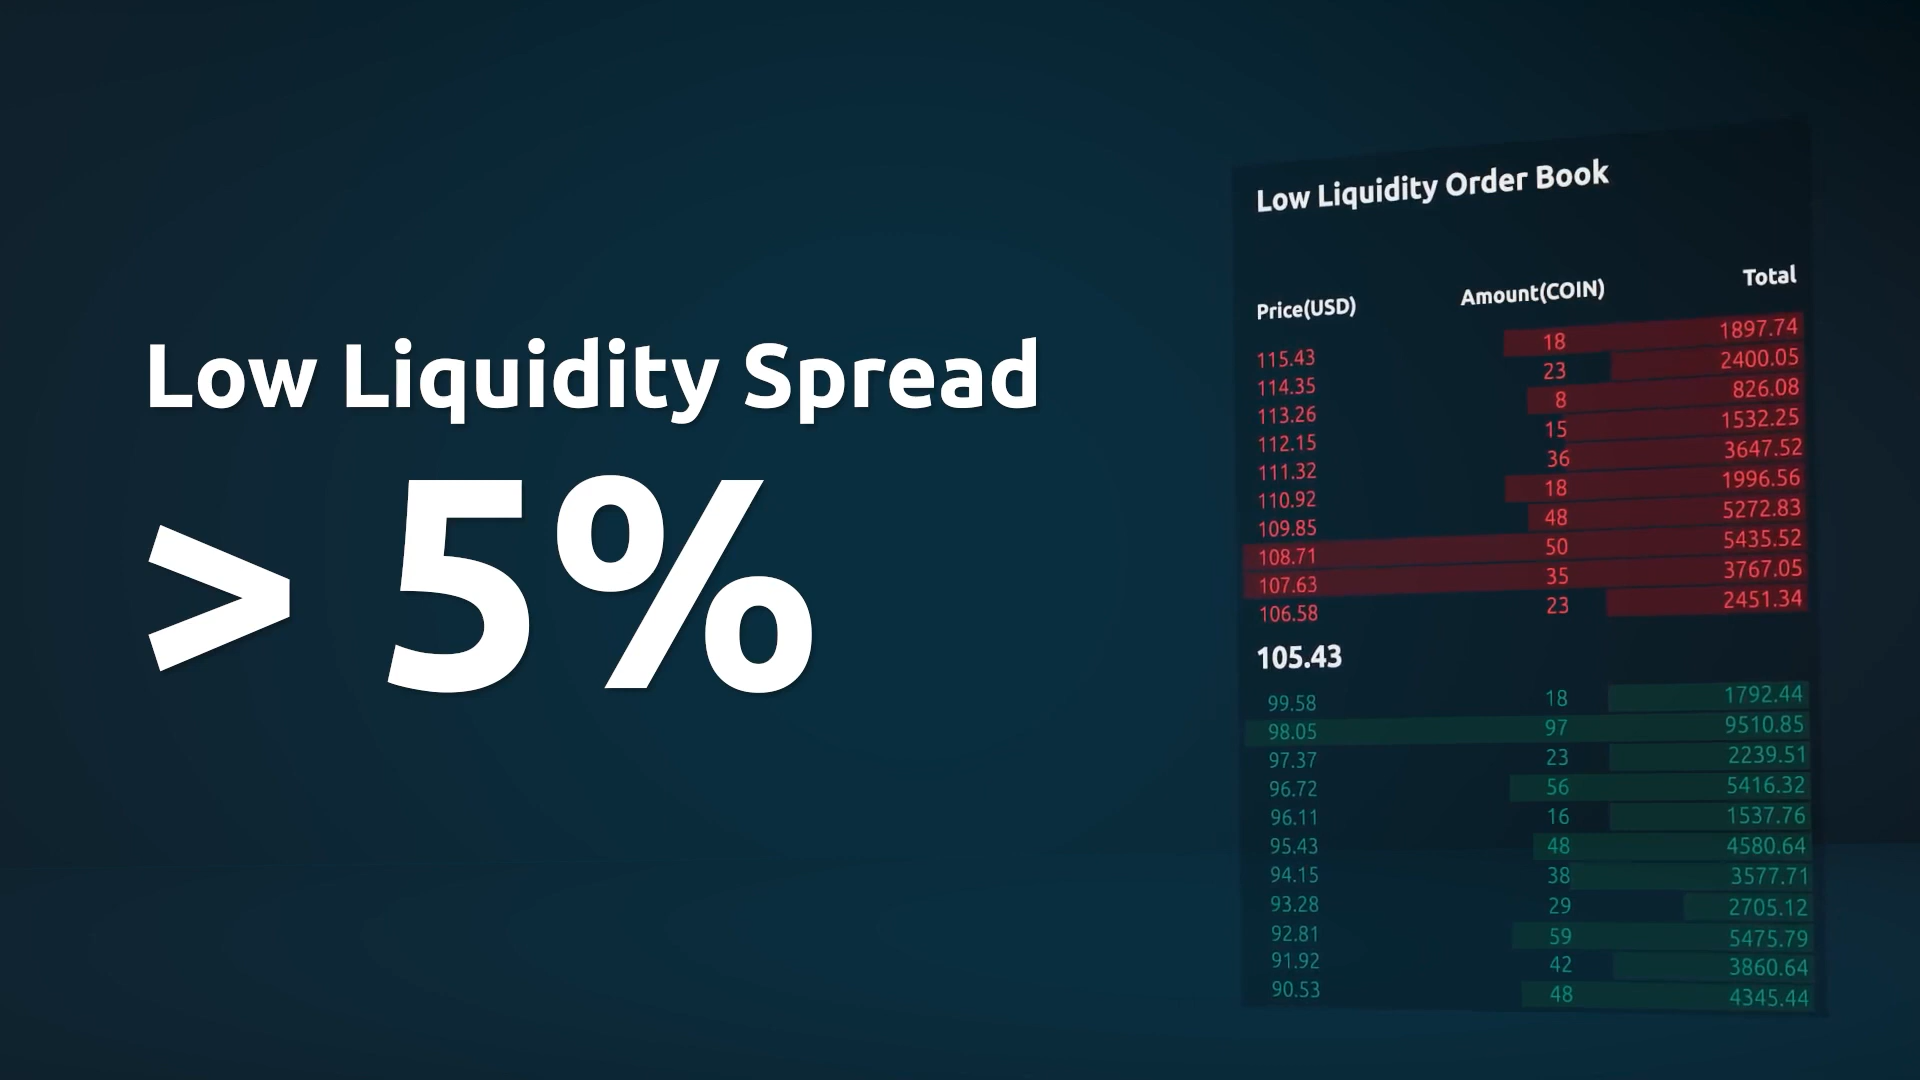 Low Liquidity Spread
> 5%
Low Liquidity Order Book
Price(USD) Amount(COIN) Total
115.43 18 1897.74
114.35 23 2400.05
113.26 8 826.08
112.15 15 1532.25
111.32 36 3647.52
110.92 18 1996.56
109.85 48 5272.83
108.71 50 5435.52
107.63 35 3767.05
106.58 23 2451.34
105.43
99.58 18 1792.44
98.05 97 9510.85
97.37 23 2239.51
96.72 56 5416.32
96.11 16 1537.76
95.43 48 4580.64
94.15 38 3577.71
93.28 29 2705.12
92.81 59 5475.79
91.92 42 3860.64
90.53 48 4345.44